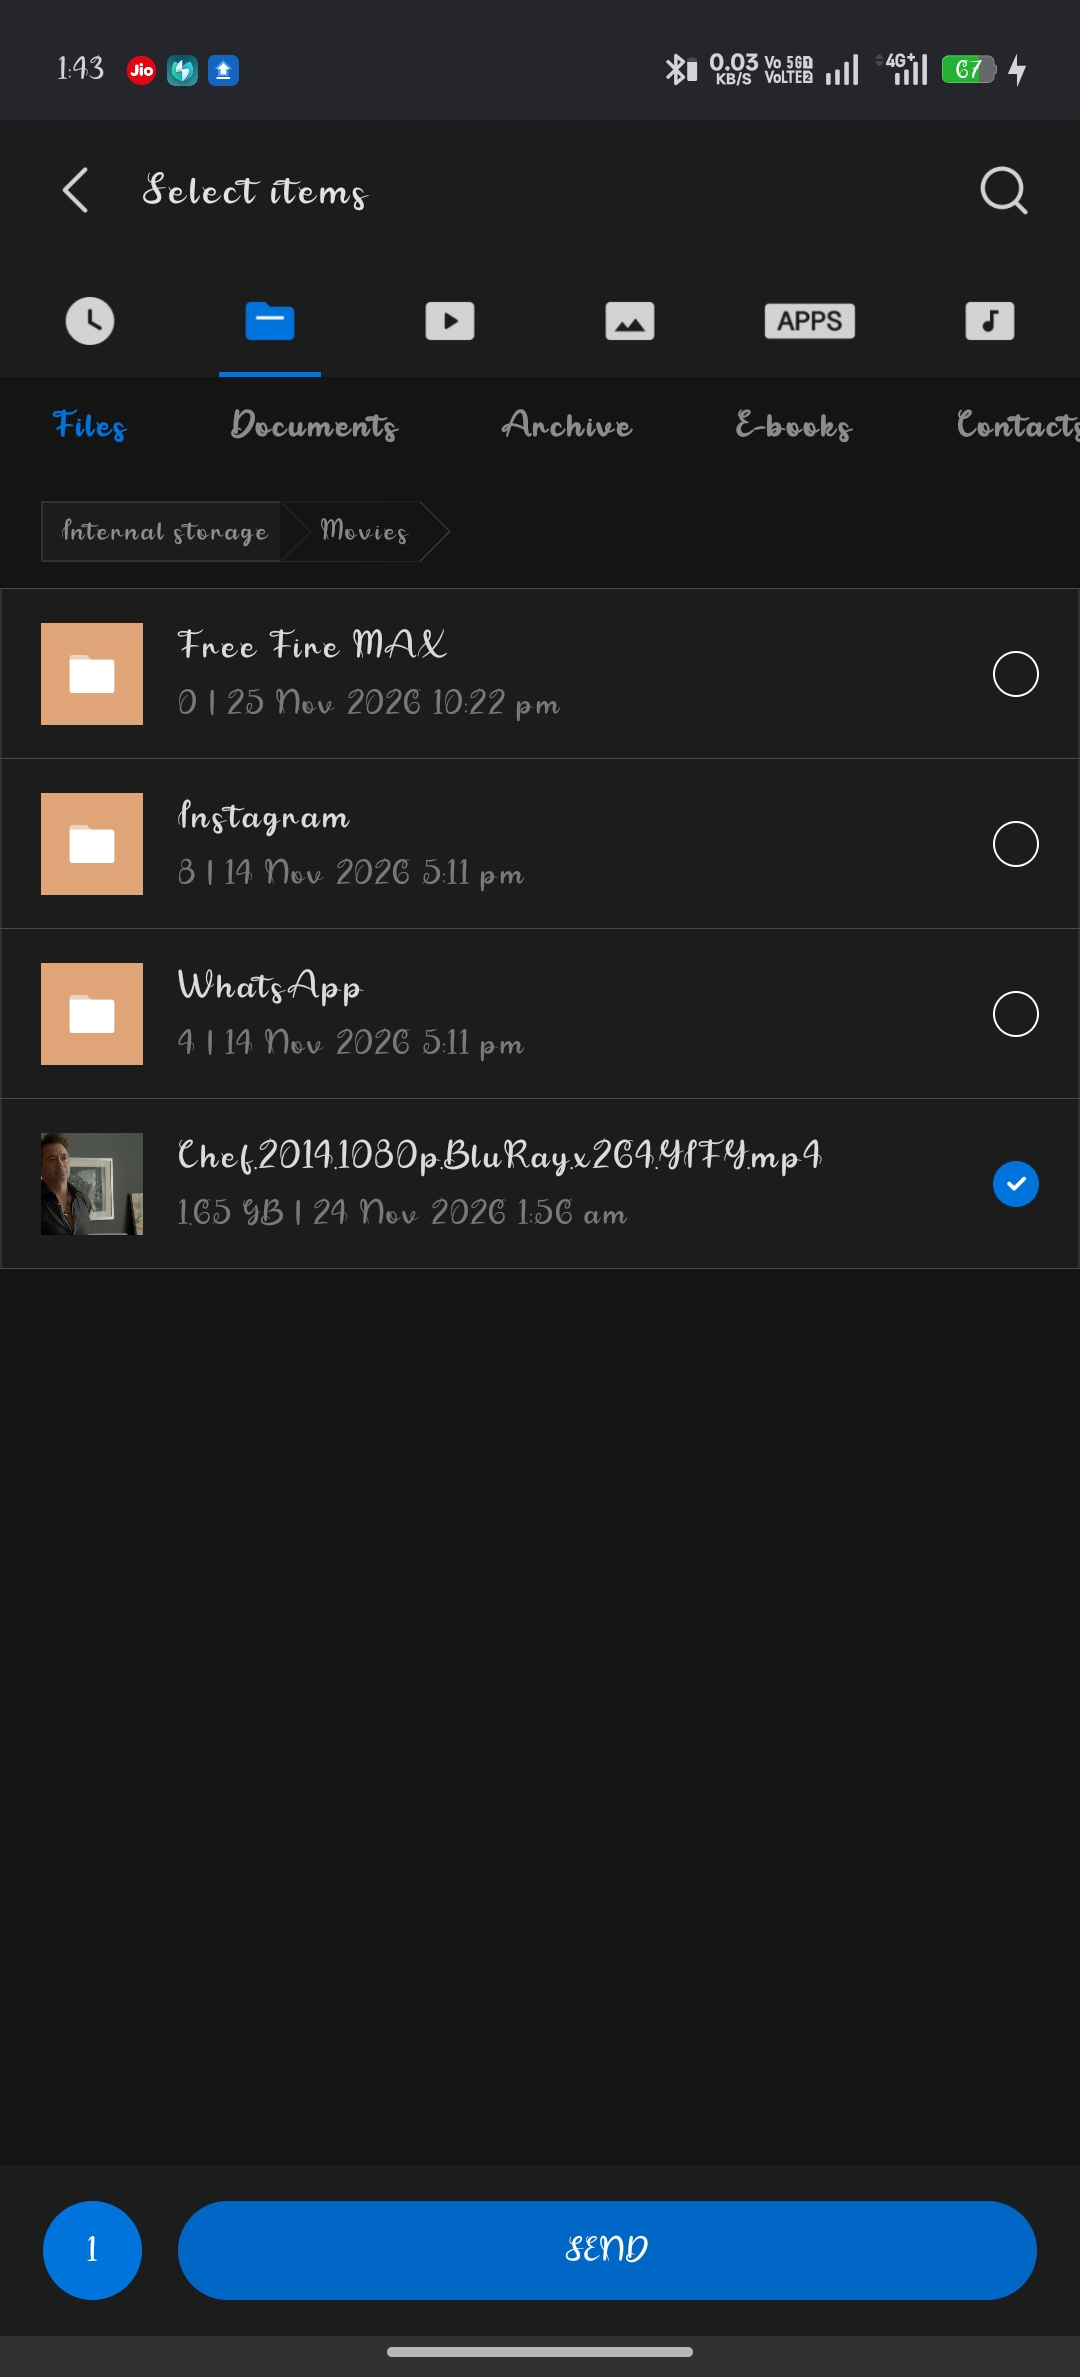 1:43 Jio 0.03 KB/S Vo 5G 1 VoLTE 2 4G+ 67
Select items
APPS
Files Documents Archive E-books Contacts
Internal storage Movies
Free Fire MAX
0 | 25 Nov 2026 10:22 pm
Instagram
8 | 14 Nov 2026 5:11 pm
WhatsApp
4 | 14 Nov 2026 5:11 pm
Chef.2014.1080p.BluRay.x264.YIFY.mp4
1.65 GB | 24 Nov 2026 1:56 am
1 SEND